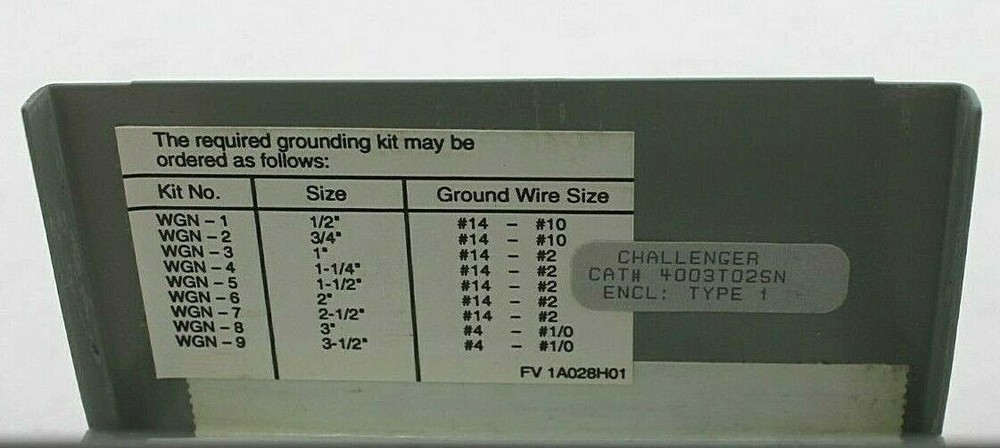 The required grounding kit may be
ordered as follows:
Kit No. Size Ground Wire Size
WGN - 1 1/2" #14 - #10
WGN - 2 3/4" #14 - #10
WGN - 3 1" #14 - #2
WGN - 4 1-1/4" #14 - #2
WGN - 5 1-1/2" #14 - #2
WGN - 6 2" #14 - #2
WGN - 7 2-1/2" #14 - #2
WGN - 8 3" #4 - #1/0
WGN - 9 3-1/2" #4 - #1/0
FV 1A028H01
CHALLENGER
CAT# 4003T02SN
ENCL: TYPE 1